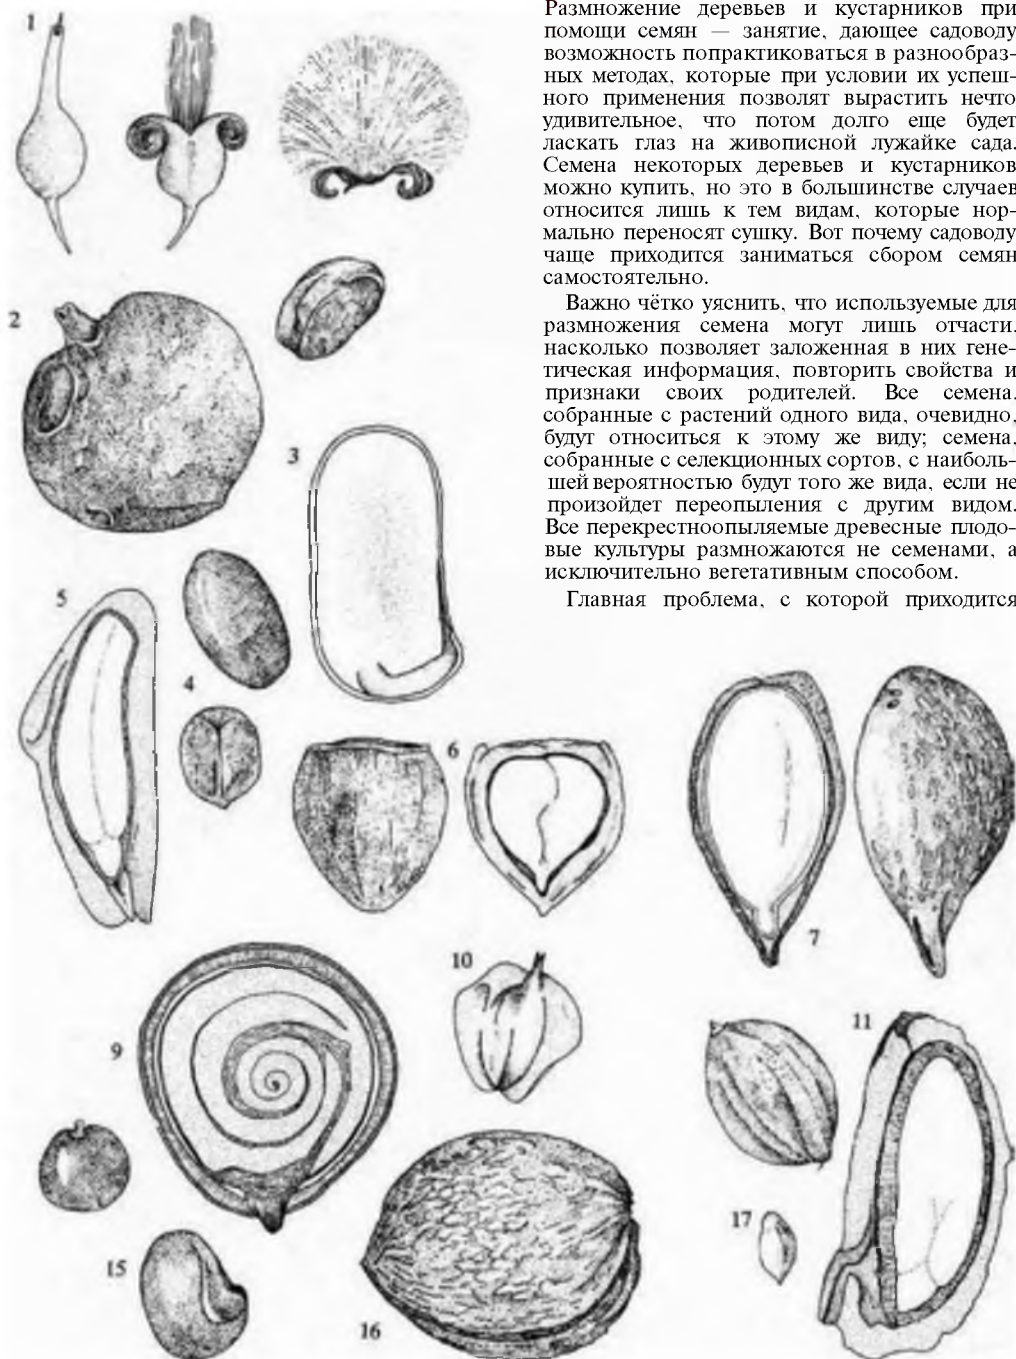 Размножение деревьев и кустарников при
помощи семян — занятие, дающее садоводу
возможность попрактиковаться в разнообраз-
ных методах, которые при условии их успеш-
ного применения позволят вырастить нечто
удивительное, что потом долго еще будет
ласкать глаз на живописной лужайке сада.
Семена некоторых деревьев и кустарников
можно купить, но это в большинстве случаев
относится лишь к тем видам, которые нор-
мально переносят сушку. Вот почему садоводу
чаще приходится заниматься сбором семян
самостоятельно.
Важно чётко уяснить, что используемые для
размножения семена могут лишь отчасти,
насколько позволяет заложенная в них гене-
тическая информация, повторить свойства и
признаки своих родителей. Все семена,
собранные с растений одного вида, очевидно,
будут относиться к этому же виду; семена,
собранные с селекционных сортов, с наиболь-
шей вероятностью будут того же вида, если не
произойдет переопыления с другим видом.
Все перекрестноопыляемые древесные плодо-
вые культуры размножаются не семенами, а
исключительно вегетативным способом.
Главная проблема, с которой приходится
1
2
3
5
4
6
7
10
11
9
17
15
16